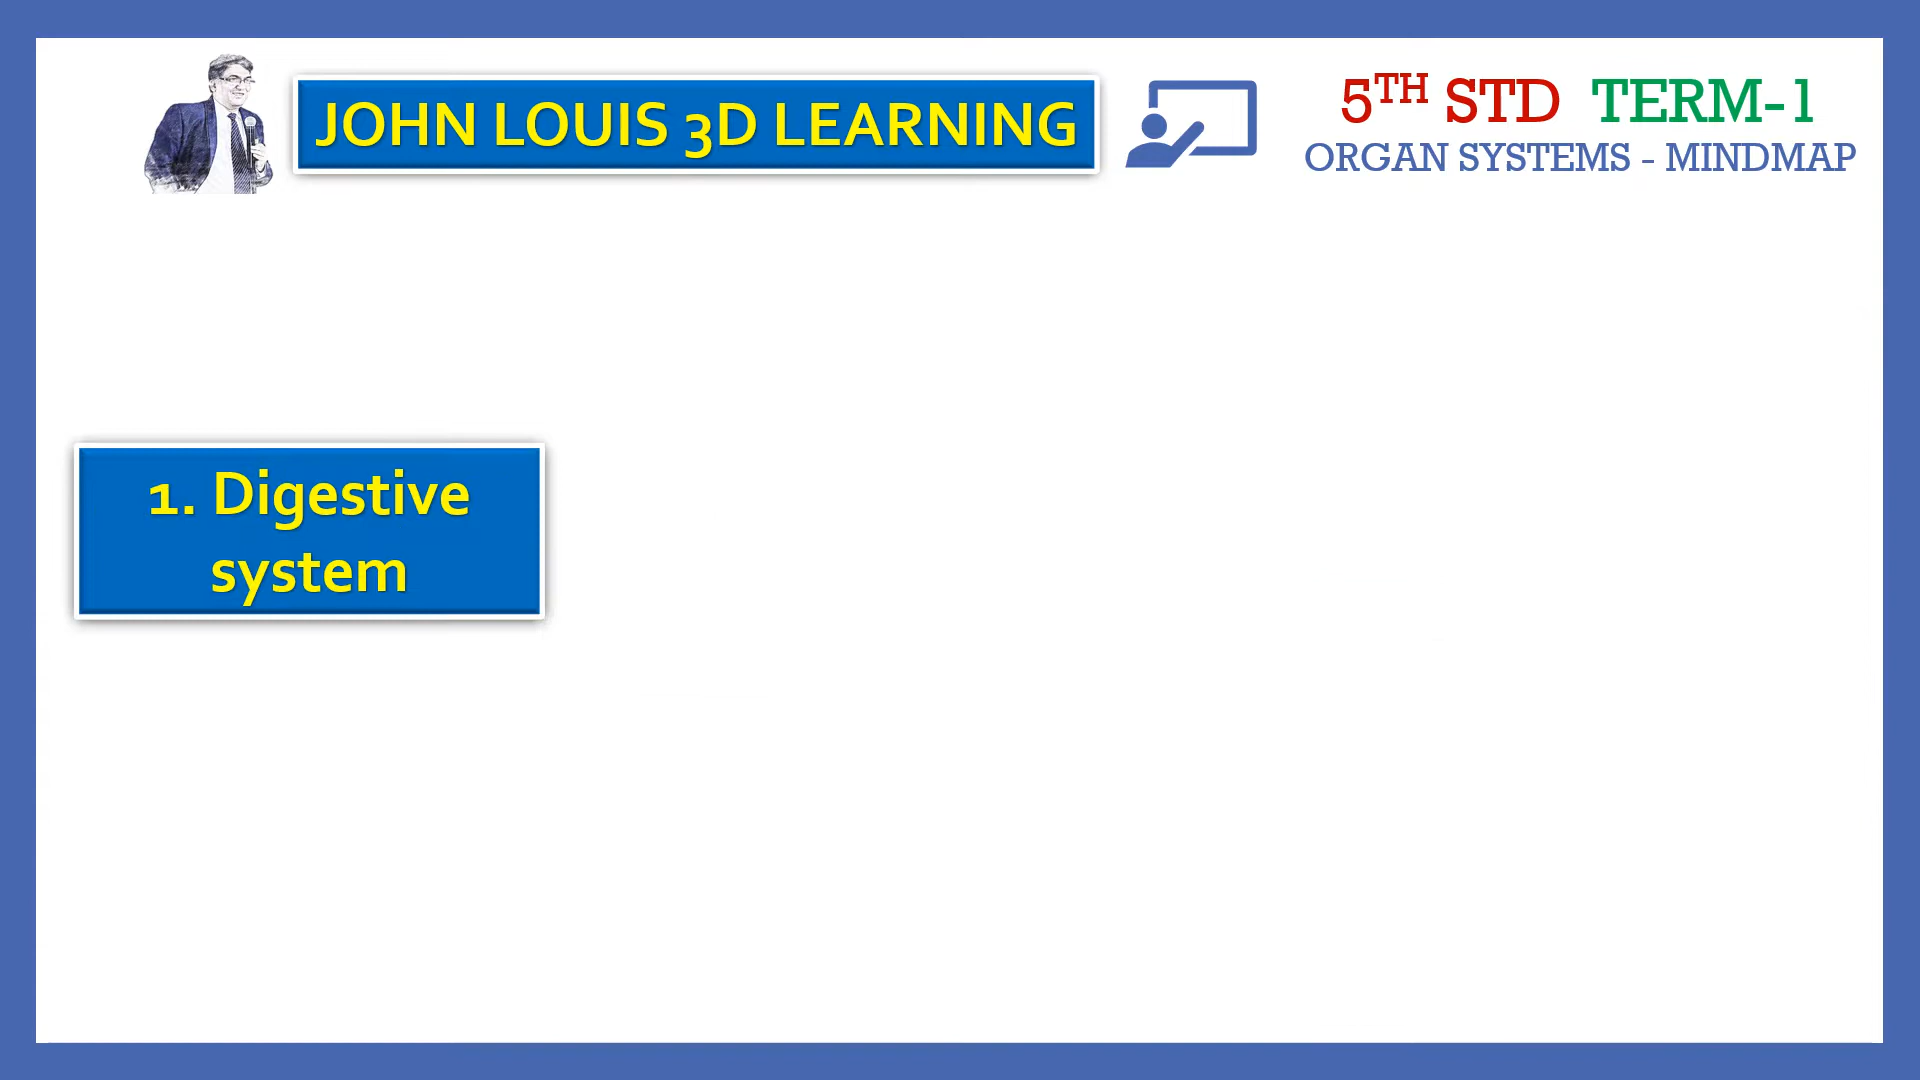 JOHN LOUIS 3D LEARNING
5TH STD TERM-1
ORGAN SYSTEMS - MINDMAP
1. Digestive
system